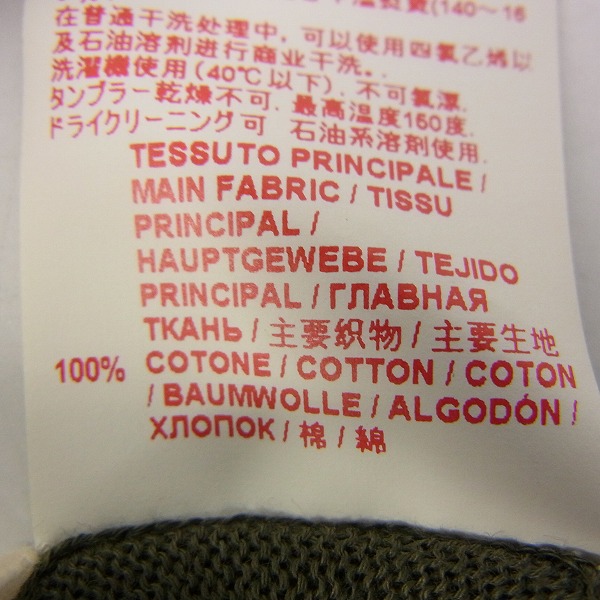 (140～16
在普通干洗处理中，可以使用四氯乙烯以
及石油溶剂进行商业干洗。.
洗濯機使用(40℃以下). 不可氯漂.
タンブラー乾燥不可. 最高温度160度.
ドライクリーニング可 石油系溶剤使用.
TESSUTO PRINCIPALE /
MAIN FABRIC / TISSU
PRINCIPAL /
HAUPTGEWEBE / TEJIDO
PRINCIPAL / ГЛАВНАЯ
ТКАНЬ / 主要织物 / 主要生地
100% COTONE / COTTON / COTON
/ BAUMWOLLE / ALGODÓN /
ХЛОПОК / 棉 / 綿